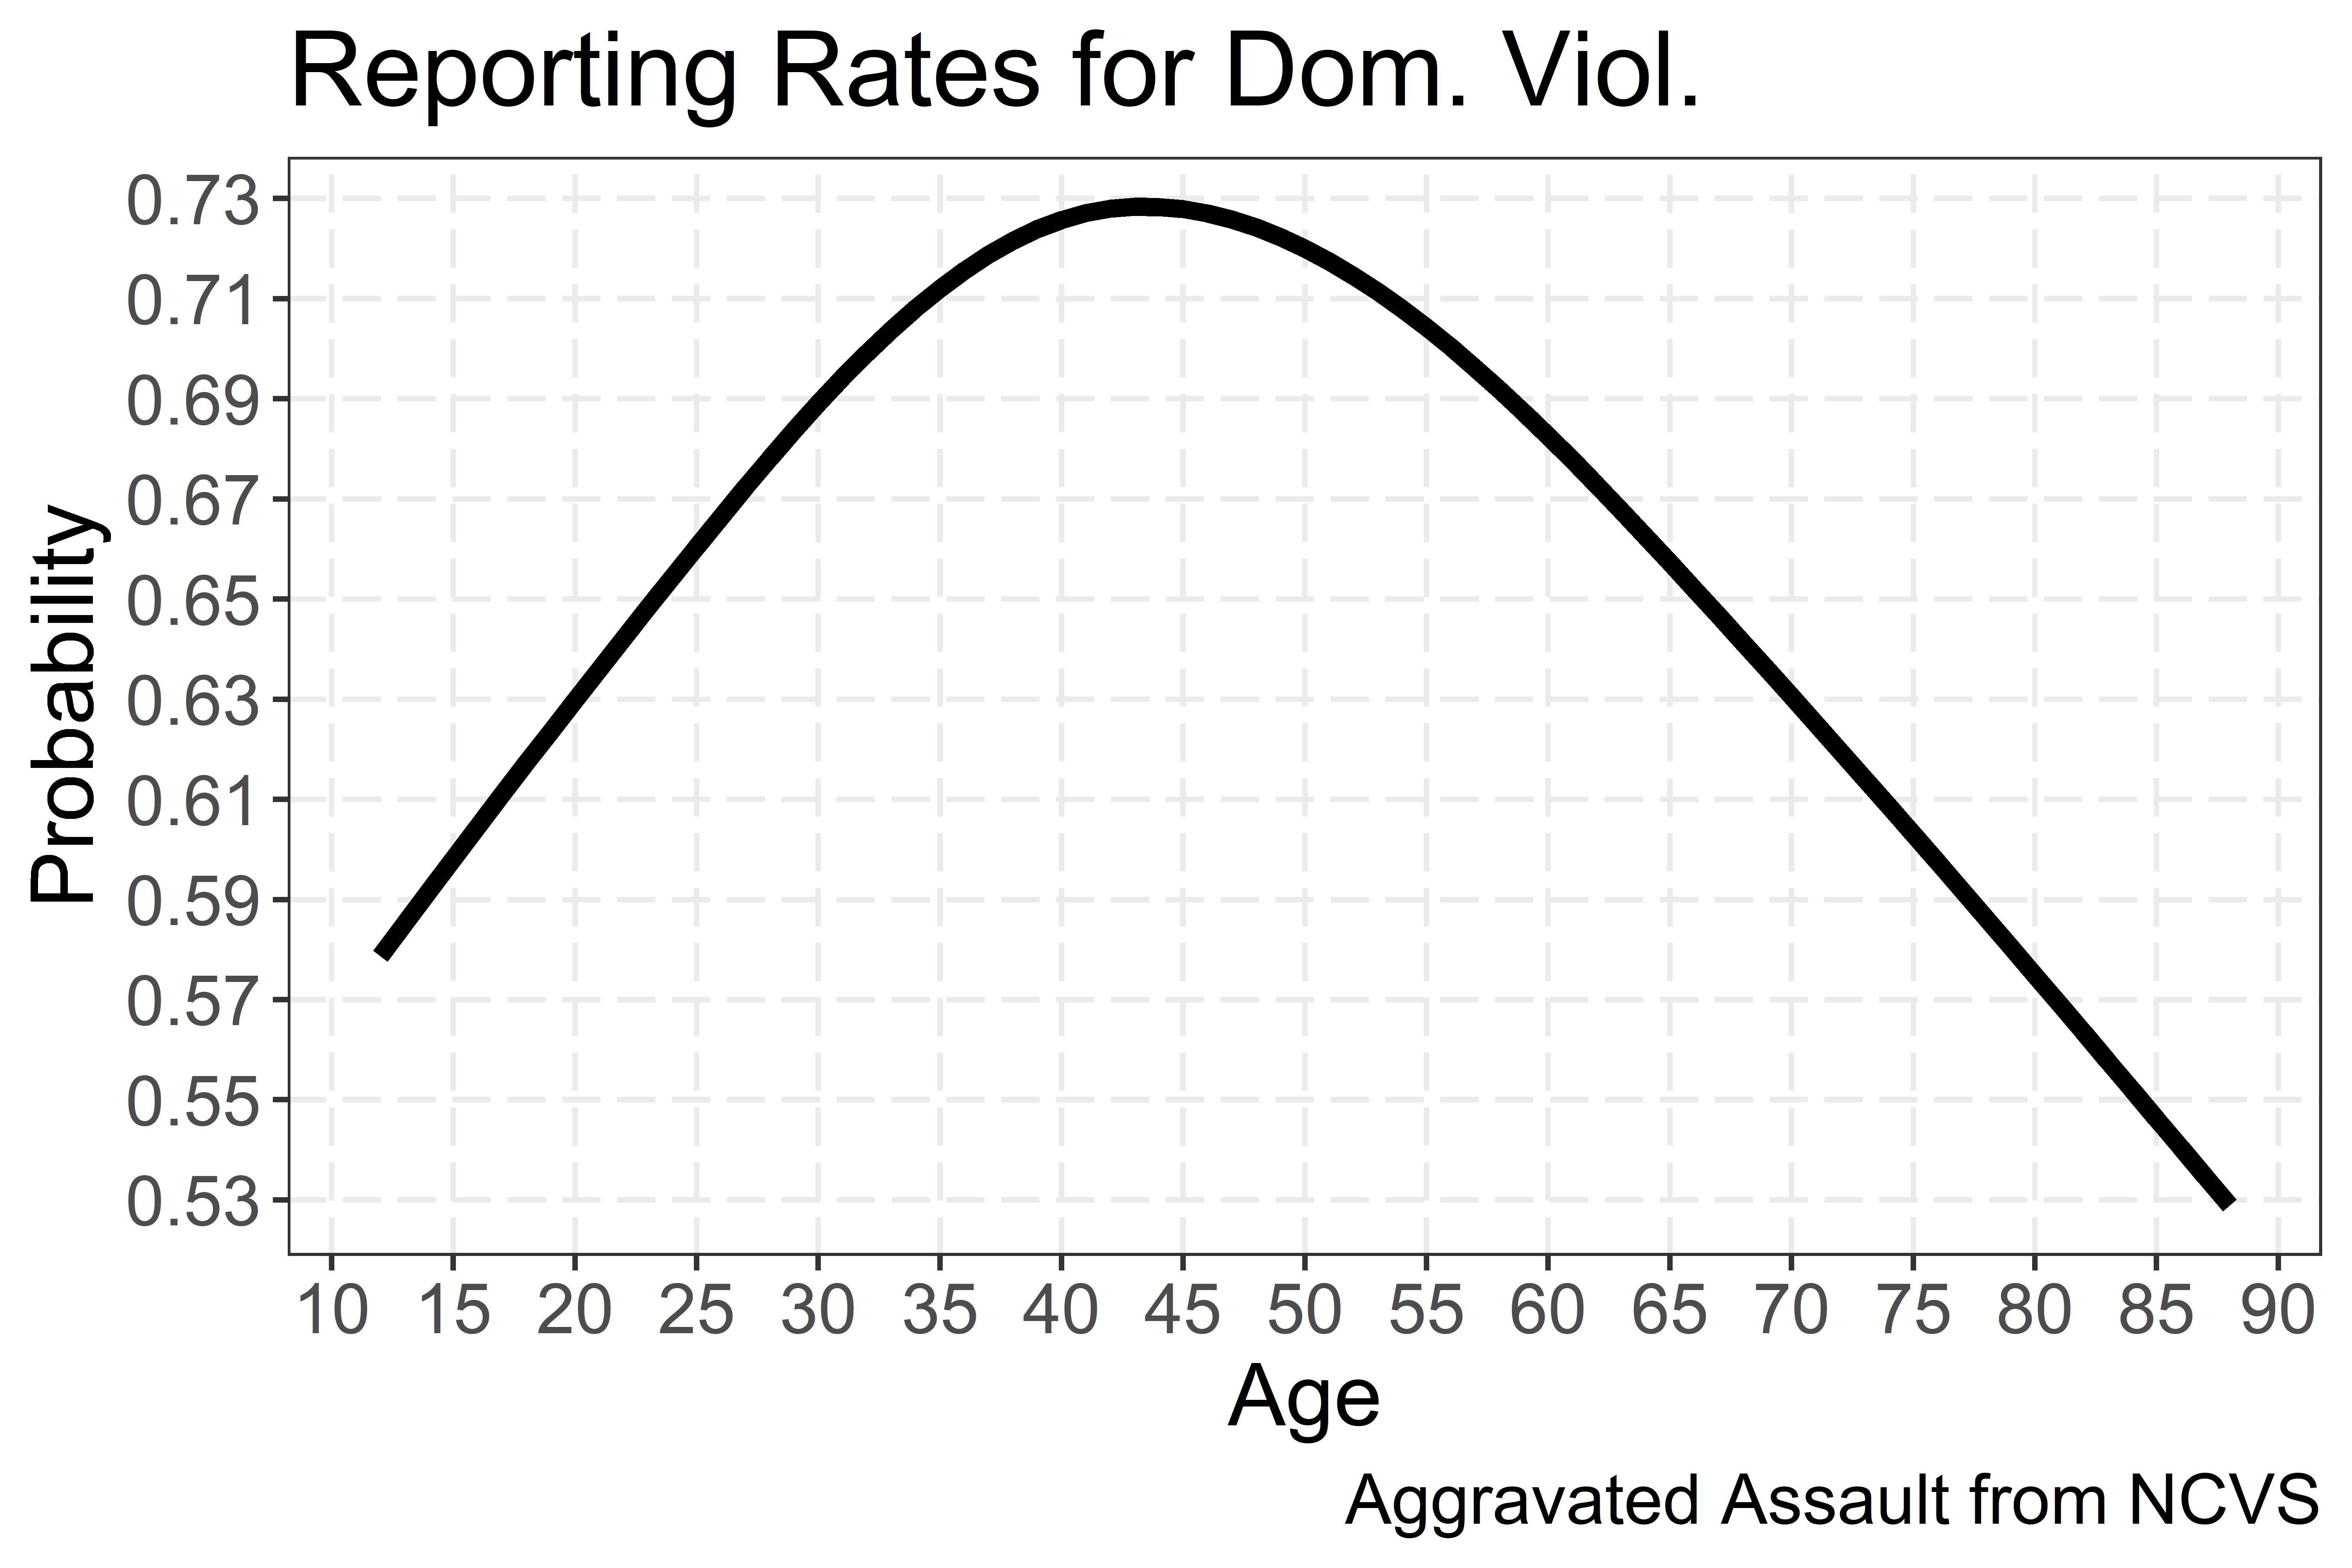 Reporting Rates for Dom. Viol.
Probability
0.73
0.71
0.69
0.67
0.65
0.63
0.61
0.59
0.57
0.55
0.53
10 15 20 25 30 35 40 45 50 55 60 65 70 75 80 85 90
Age
Aggravated Assault from NCVS